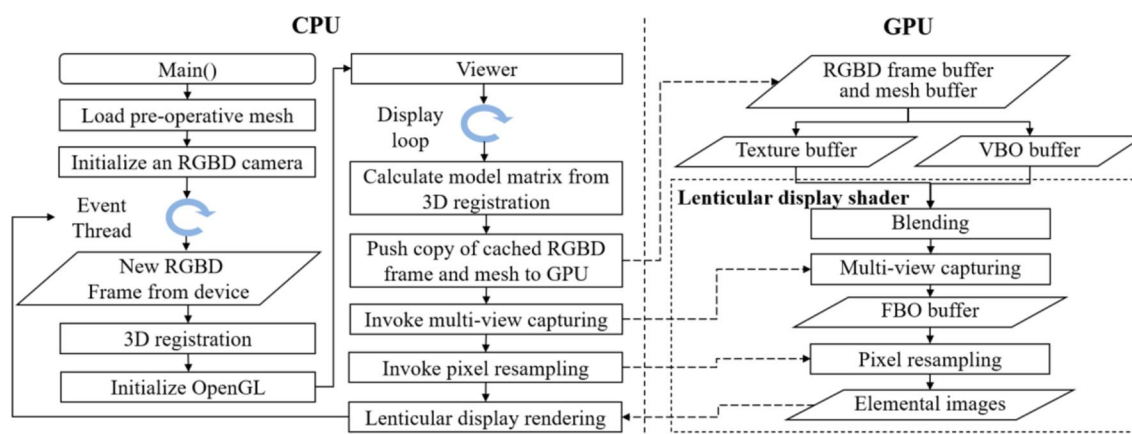 CPU
Main()
Load pre-operative mesh
Initialize an RGBD camera
Event
Thread
New RGBD
Frame from device
3D registration
Initialize OpenGL
Viewer
Display
loop
Calculate model matrix from
3D registration
Push copy of cached RGBD
frame and mesh to GPU
Invoke multi-view capturing
Invoke pixel resampling
Lenticular display rendering
GPU
RGBD frame buffer
and mesh buffer
Texture buffer
VBO buffer
Lenticular display shader
Blending
Multi-view capturing
FBO buffer
Pixel resampling
Elemental images